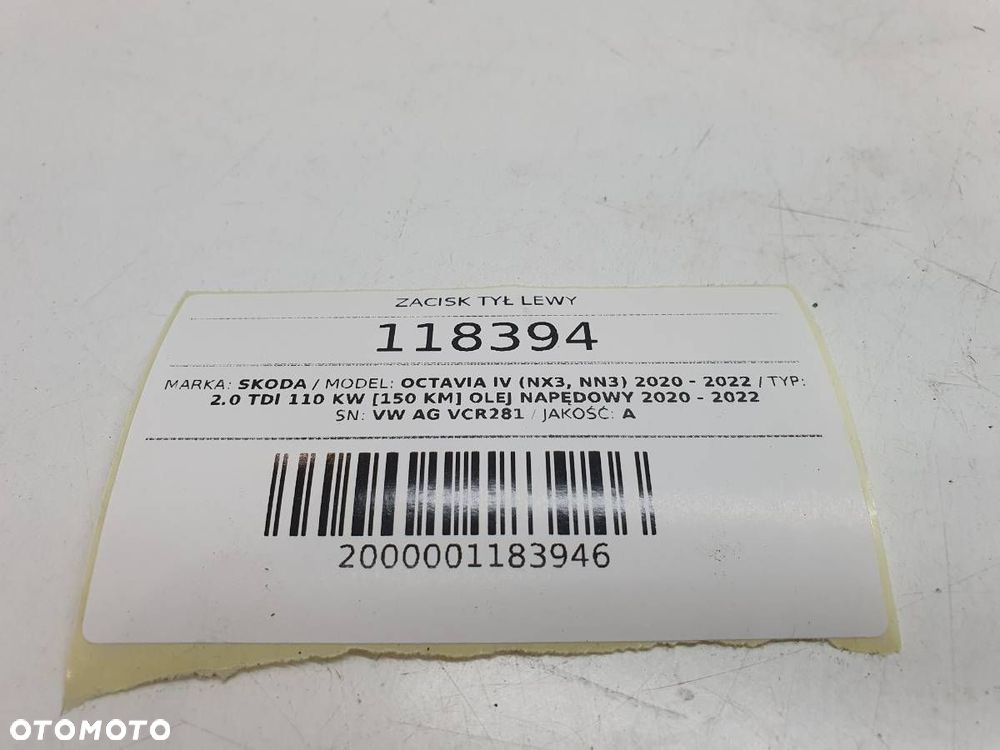 ZACISK TYŁ LEWY
118394
MARKA: SKODA / MODEL: OCTAVIA IV (NX3, NN3) 2020 - 2022 / TYP:
2.0 TDI 110 KW [150 KM] OLEJ NAPĘDOWY 2020 - 2022
SN: VW AG VCR281 / JAKOŚĆ: A
2000001183946
OTOMOTO